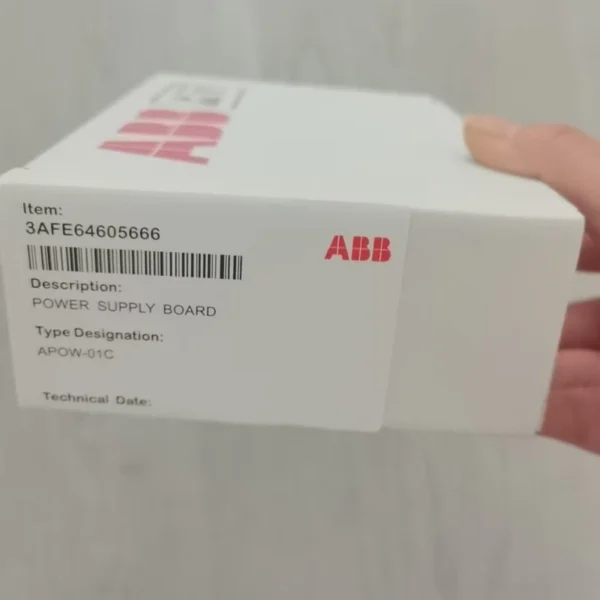 ABB
Item:
3AFE64605666
ABB
Description:
POWER SUPPLY BOARD
Type Designation:
APOW-01C
Technical Date: